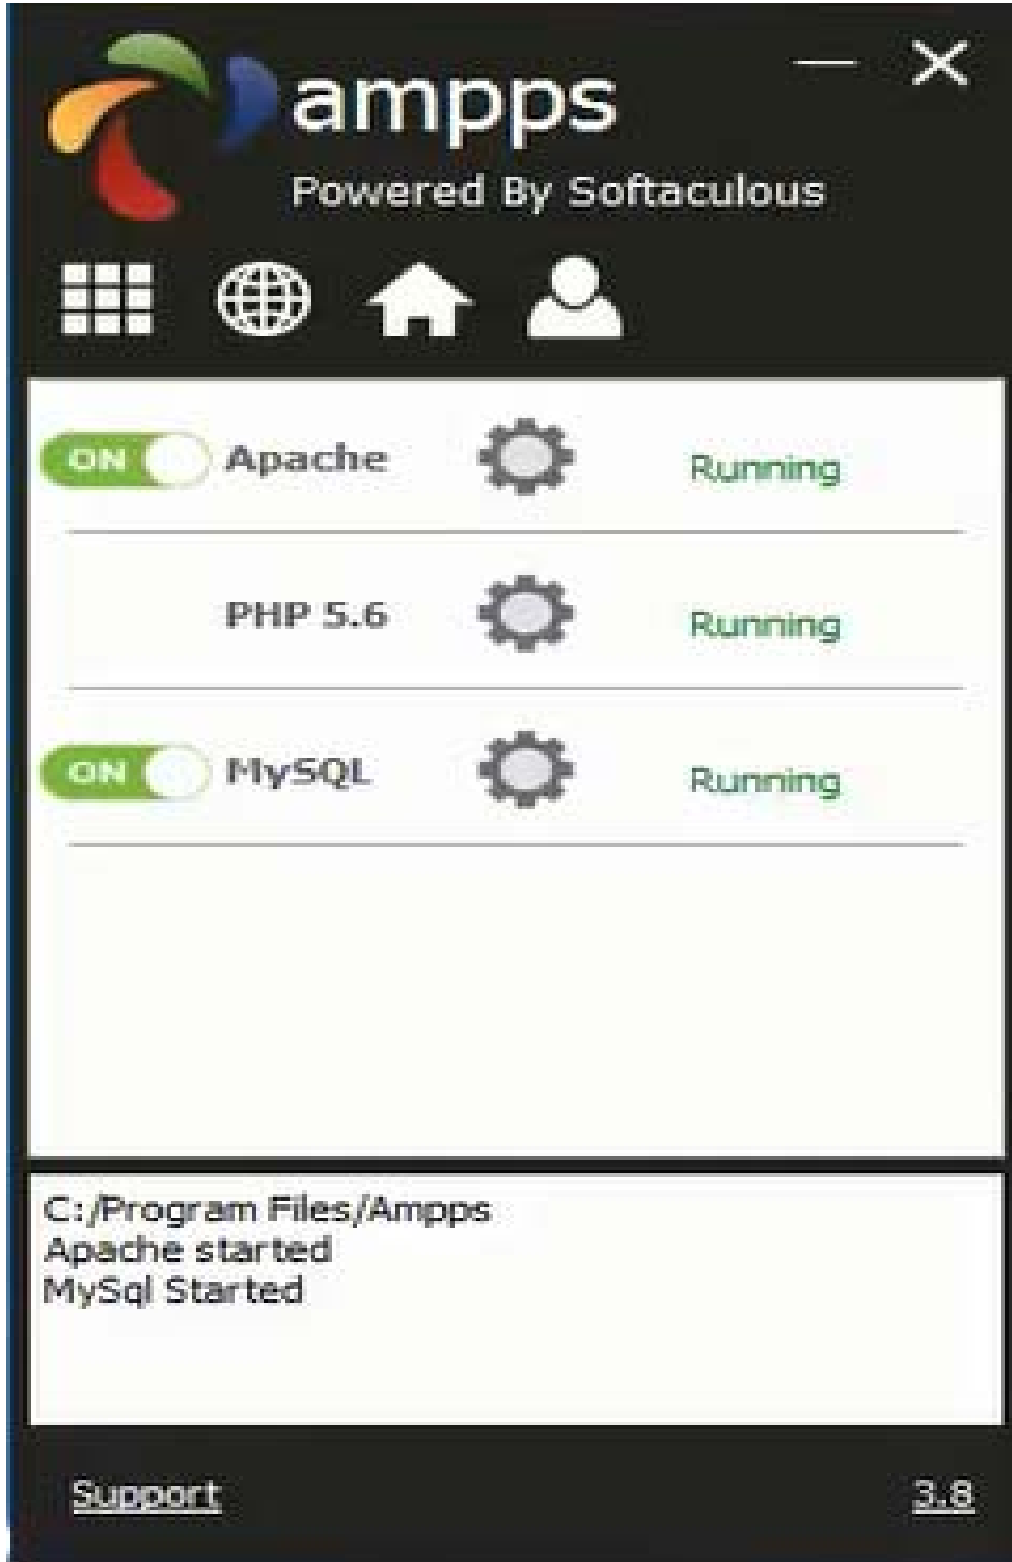 ampps
Powered By Softaculous
ON Apache Running
PHP 5.6 Running
ON MySQL Running
C:/Program Files/Ampps
Apache started
MySql Started
Support 3.8